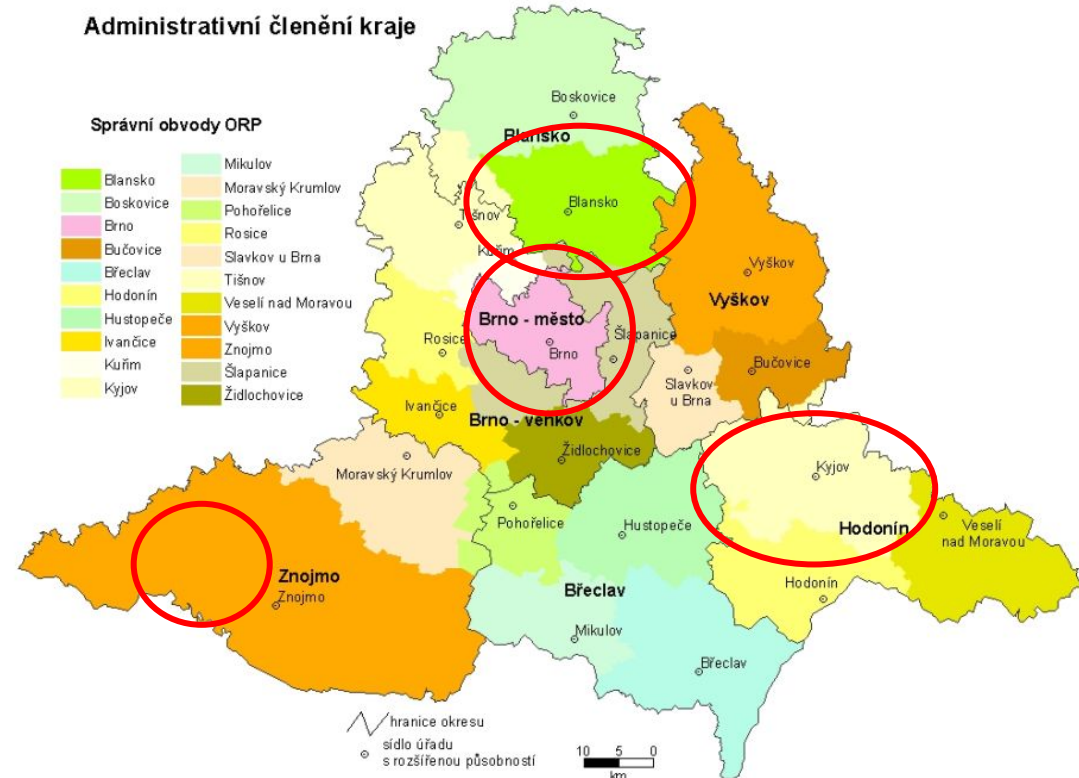 Administrativní členění kraje
Správní obvody ORP
Blansko
Boskovice
Brno
Bučovice
Břeclav
Hodonín
Hustopeče
Ivančice
Kuřim
Kyjov
Mikulov
Moravský Krumlov
Pohořelice
Rosice
Slavkov u Brna
Tišnov
Veselí nad Moravou
Vyškov
Znojmo
Šlapanice
Židlochovice
Boskovice
Blansko
Blansko
Tišnov
Kuřim
Vyškov
Vyškov
Brno - město
Brno
Šlapanice
Rosice
Slavkov
u Brna
Bučovice
Ivančice
Brno - venkov
Židlochovice
Moravský Krumlov
Kyjov
Pohořelice
Hustopeče
Hodonín
Veselí
nad Moravou
Znojmo
Znojmo
Břeclav
Hodonín
Mikulov
Břeclav
hranice okresu
sídlo úřadu
s rozšířenou působností
10 5 0
km